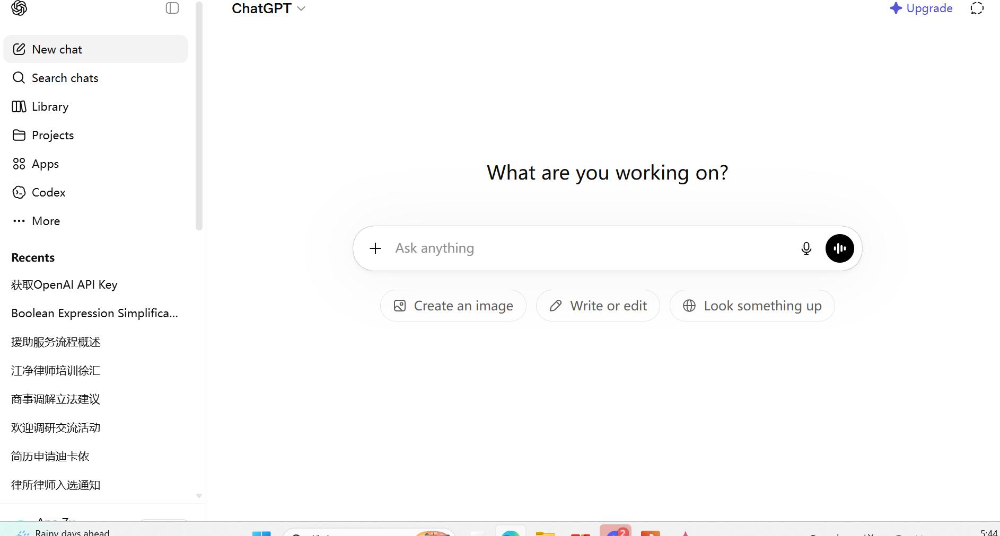 ChatGPT
Upgrade
New chat
Search chats
Library
Projects
Apps
Codex
More
Recents
获取OpenAI API Key
Boolean Expression Simplifica...
援助服务流程概述
江净律师培训徐汇
商事调解立法建议
欢迎调研交流活动
简历申请迪卡侬
律所律师入选通知
What are you working on?
Ask anything
Create an image
Write or edit
Look something up
Rainy days ahead
2
5:44